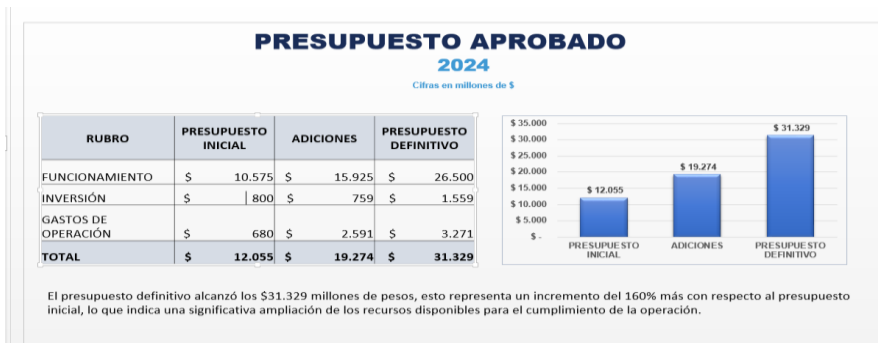 PRESUPUESTO APROBADO
2024
Cifras en millones de $
RUBRO PRESUPUESTO INICIAL ADICIONES PRESUPUESTO DEFINITIVO
FUNCIONAMIENTO $ 10.575 $ 15.925 $ 26.500
INVERSIÓN $ 800 $ 759 $ 1.559
GASTOS DE
OPERACIÓN $ 680 $ 2.591 $ 3.271
TOTAL $ 12.055 $ 19.274 $ 31.329
$ 35.000
$ 30.000
$ 25.000
$ 20.000
$ 15.000
$ 10.000
$ 5.000
$ -
$ 12.055
$ 19.274
$ 31.329
PRESUPUESTO INICIAL
ADICIONES
PRESUPUESTO DEFINITIVO
El presupuesto definitivo alcanzó los $31.329 millones de pesos, esto representa un incremento del 160% más con respecto al presupuesto
inicial, lo que indica una significativa ampliación de los recursos disponibles para el cumplimiento de la operación.